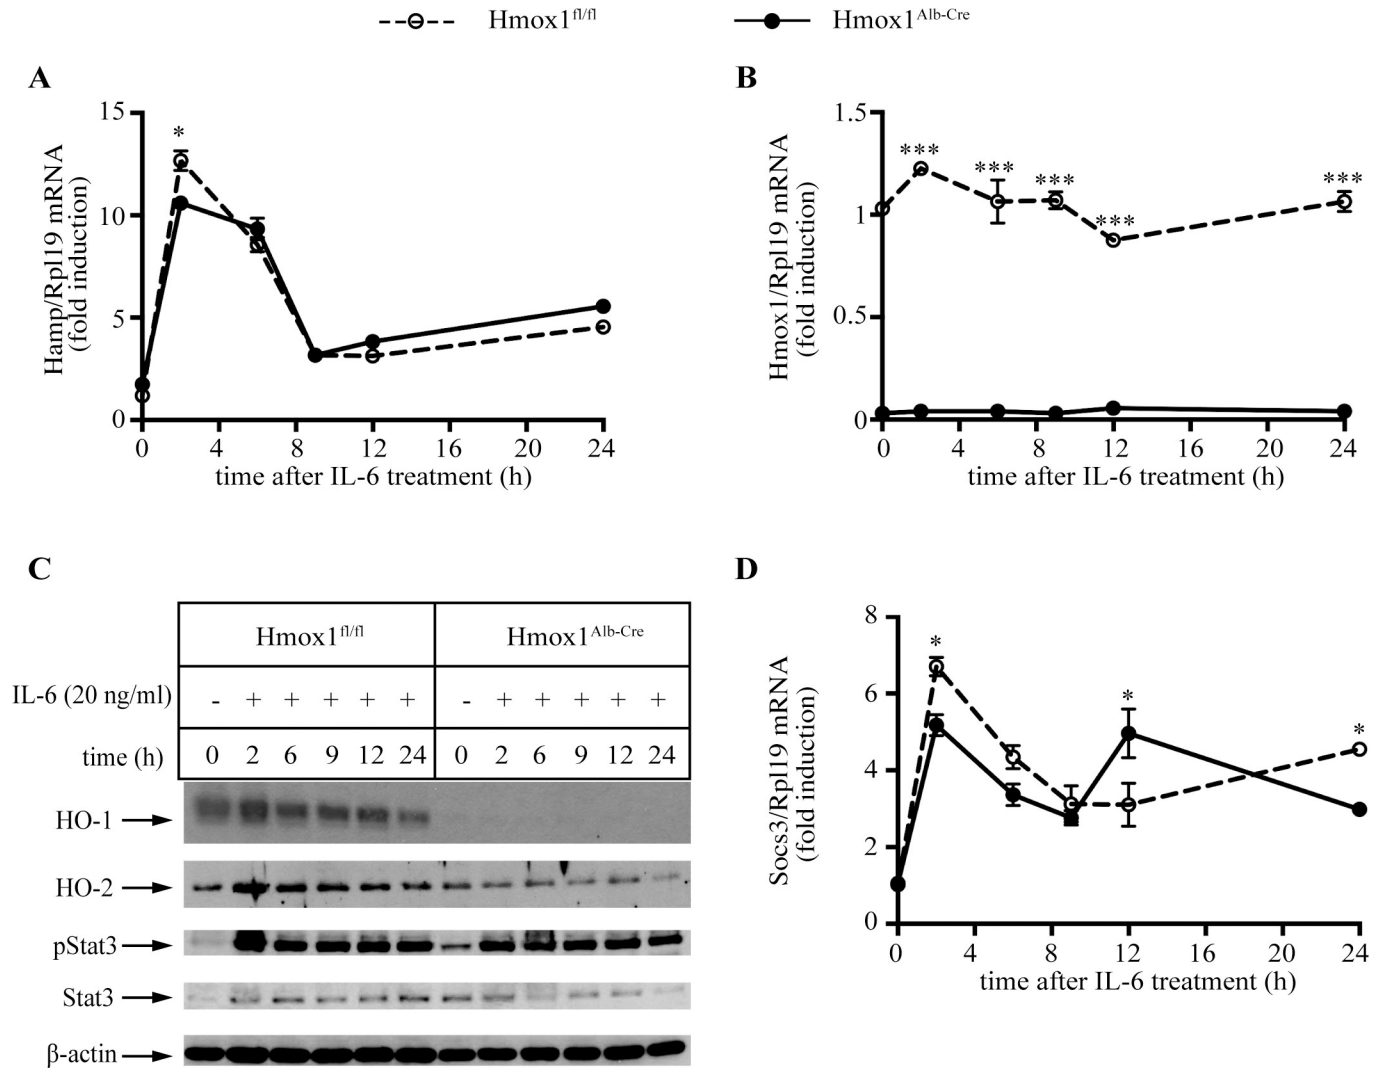 Hmox1fl/fl Hmox1Alb-Cre
A
15
10
5
0
Hamp/Rpl19 mRNA
(fold induction)
*
0 4 8 12 16 20 24
time after IL-6 treatment (h)
B
1.5
1
0.5
0
Hmox1/Rpl19 mRNA
(fold induction)
*** *** *** *** ***
0 4 8 12 16 20 24
time after IL-6 treatment (h)
C
Hmox1fl/fl Hmox1Alb-Cre
IL-6 (20 ng/ml) - + + + + + - + + + + +
time (h) 0 2 6 9 12 24 0 2 6 9 12 24
HO-1
HO-2
pStat3
Stat3
β-actin
D
8
6
4
2
0
Socs3/Rpl19 mRNA
(fold induction)
* * *
0 4 8 12 16 20 24
time after IL-6 treatment (h)